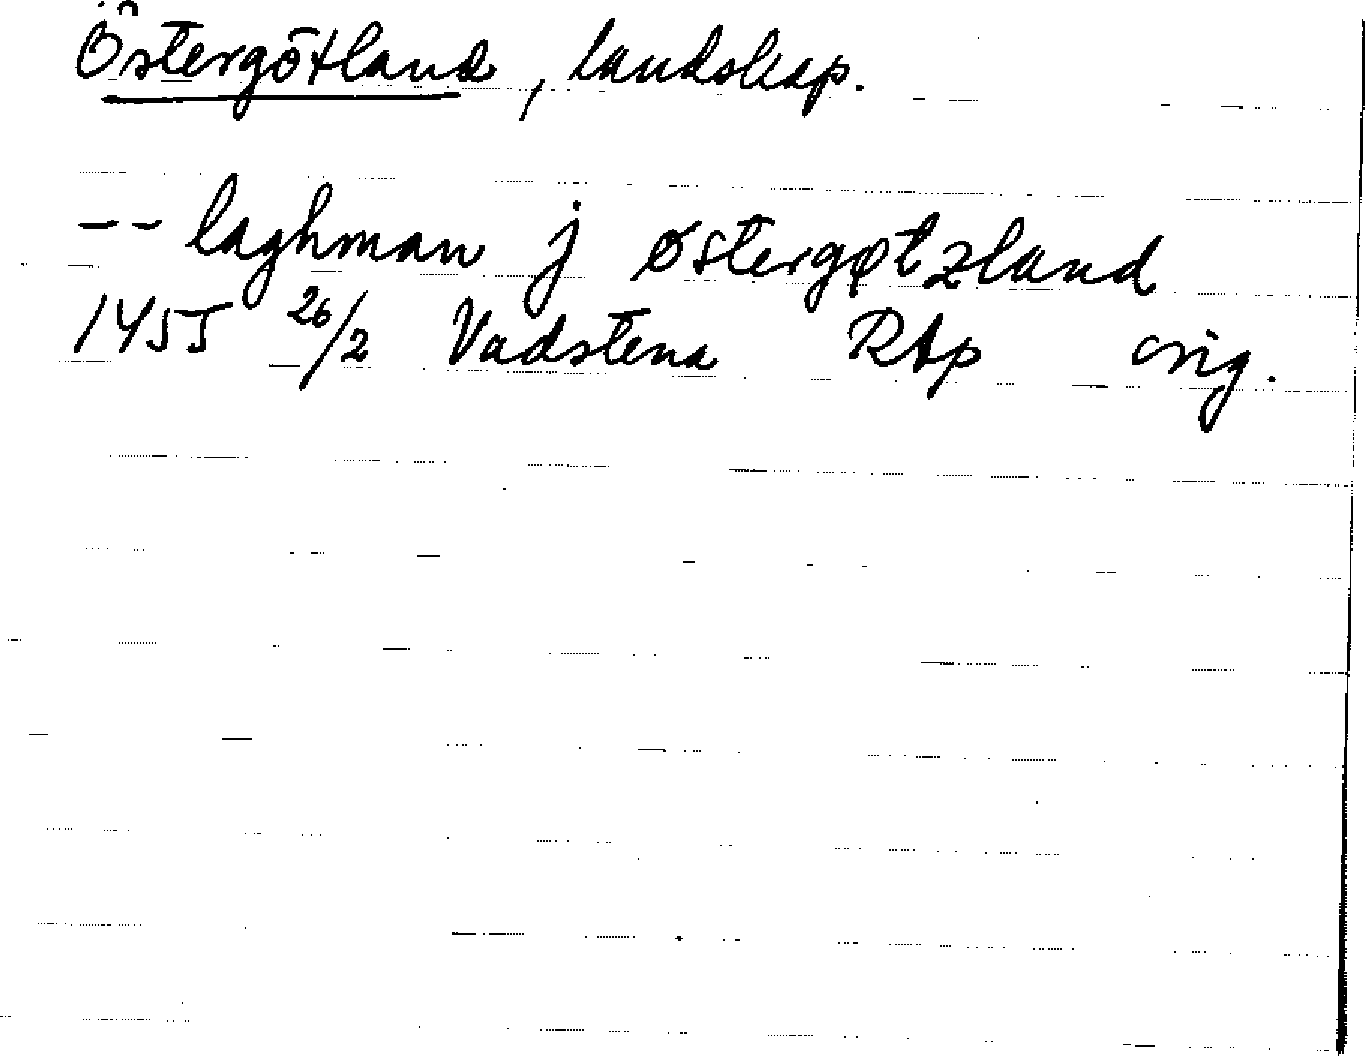 Östergötland, landskap.
-- laghman j østergøtzland
1455 26/2 Vadstena RAp orig.